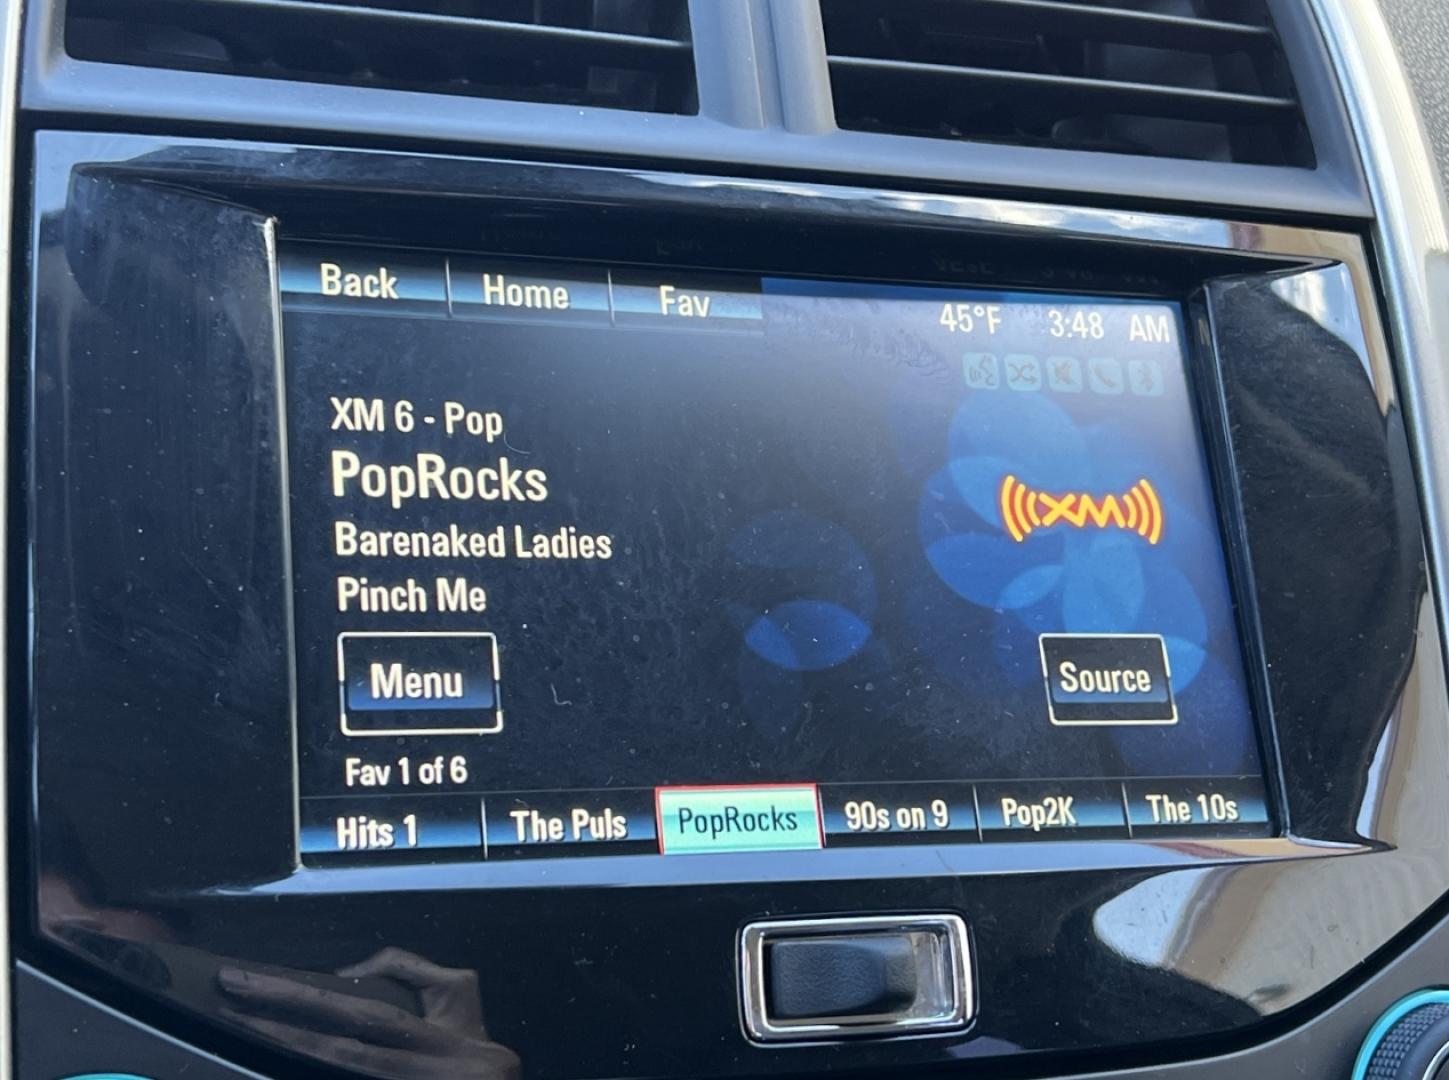 Back Home Fav
45°F 3:48 AM
XM 6 - Pop
PopRocks
XM
Barenaked Ladies
Pinch Me
Menu
Source
Fav 1 of 6
Hits 1 The Puls PopRocks 90s on 9 Pop2K The 10s